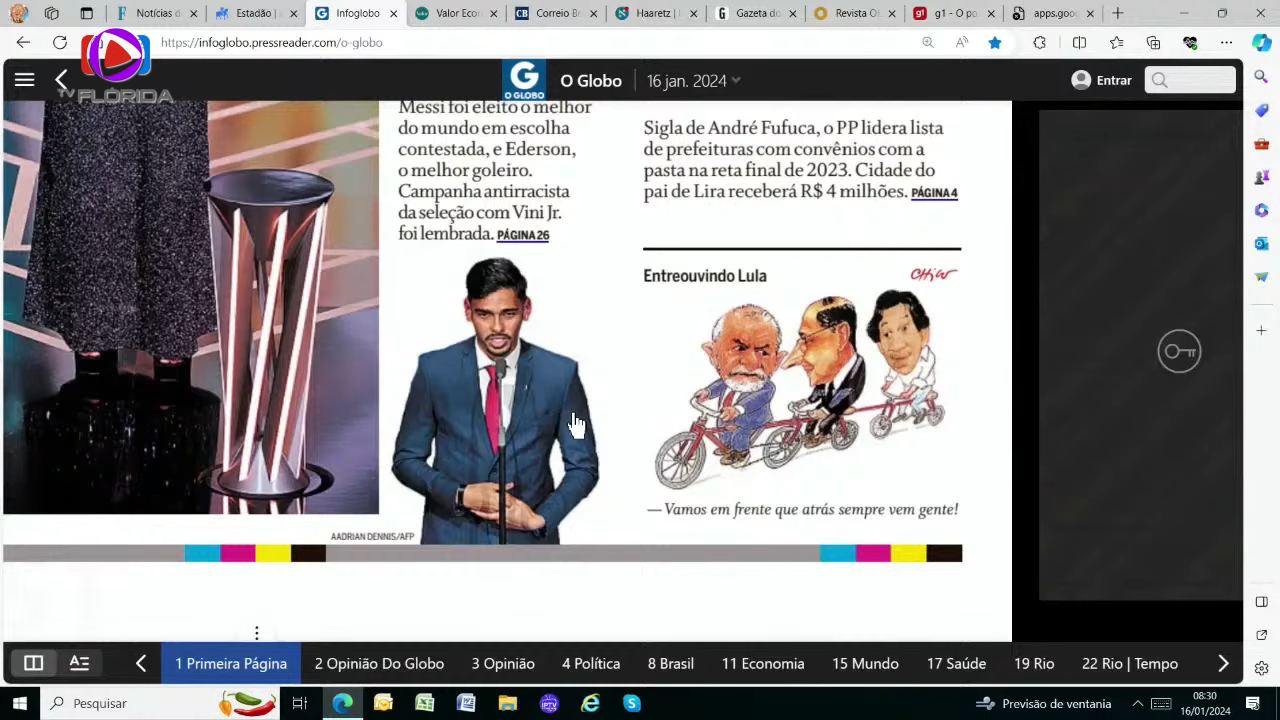 Notícias d
Estadão |
Infoglobo
Valor Econ
Correio B
Haaretz |
Gazeta do
Revista O
g1 - O po
apps.goo
https://infoglobo.pressreader.com/o-globo
TV FLÓRIDA
O GLOBO
O Globo
16 jan. 2024
Entrar
Messi foi eleito o melhor
do mundo em escolha
contestada, e Ederson,
o melhor goleiro.
Campanha antirracista
da seleção com Vini Jr.
foi lembrada. PÁGINA 26
Sigla de André Fufuca, o PP lidera lista
de prefeituras com convênios com a
pasta na reta final de 2023. Cidade do
pai de Lira receberá R$ 4 milhões. PÁGINA 4
Entreouvindo Lula
— Vamos em frente que atrás sempre vem gente!
AADRIAN DENNIS/AFP
1 Primeira Página
2 Opinião Do Globo
3 Opinião
4 Política
8 Brasil
11 Economia
15 Mundo
17 Saúde
19 Rio
22 Rio | Tempo
Pesquisar
IPTV
Previsão de ventania
08:30
16/01/2024